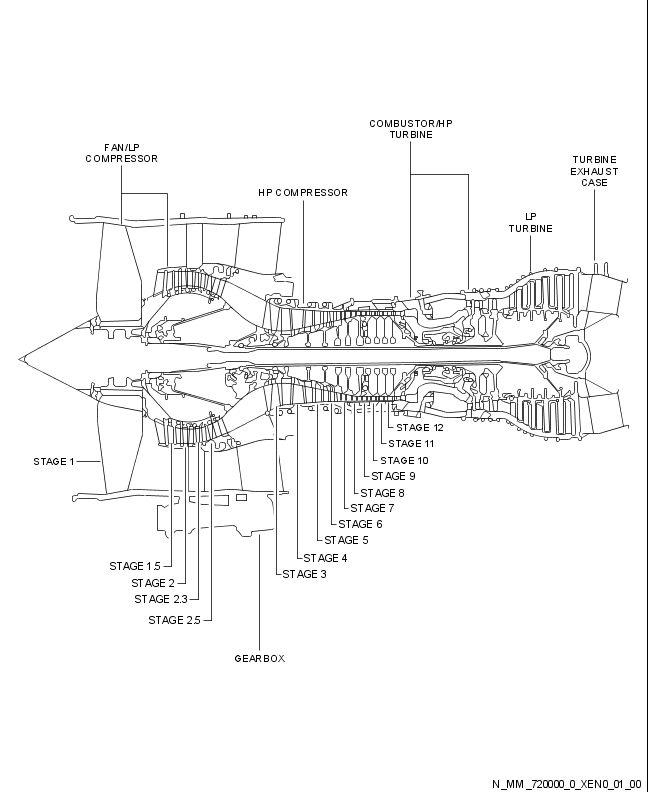 COMBUSTOR/HP
TURBINE
FAN/LP
COMPRESSOR
TURBINE
EXHAUST
CASE
HP COMPRESSOR
LP
TURBINE
STAGE 12
STAGE 11
STAGE 1
STAGE 10
STAGE 9
STAGE 8
STAGE 7
STAGE 6
STAGE 5
STAGE 4
STAGE 1.5
STAGE 3
STAGE 2
STAGE 2.3
STAGE 2.5
GEARBOX
N_MM_720000_0_XEN0_01_00